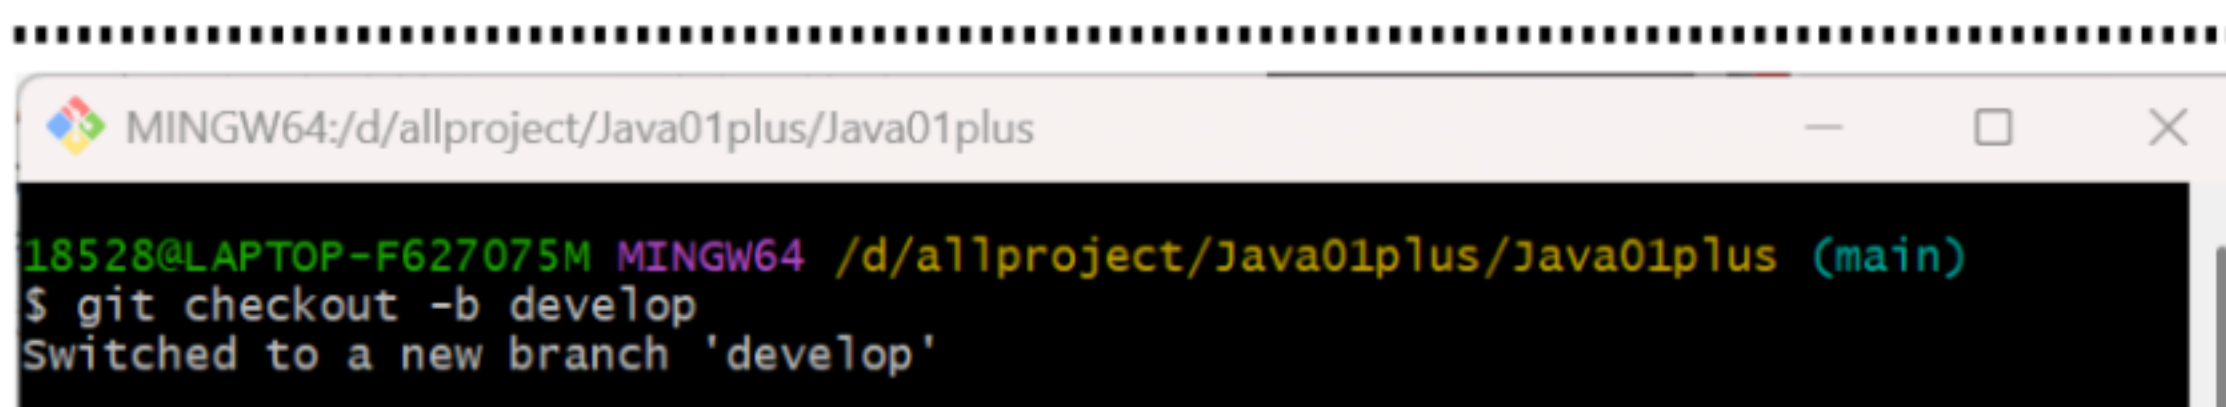 MINGW64:/d/allproject/Java01plus/Java01plus
18528@LAPTOP-F627075M MINGW64 /d/allproject/Java01plus/Java01plus (main)
$ git checkout -b develop
Switched to a new branch 'develop'